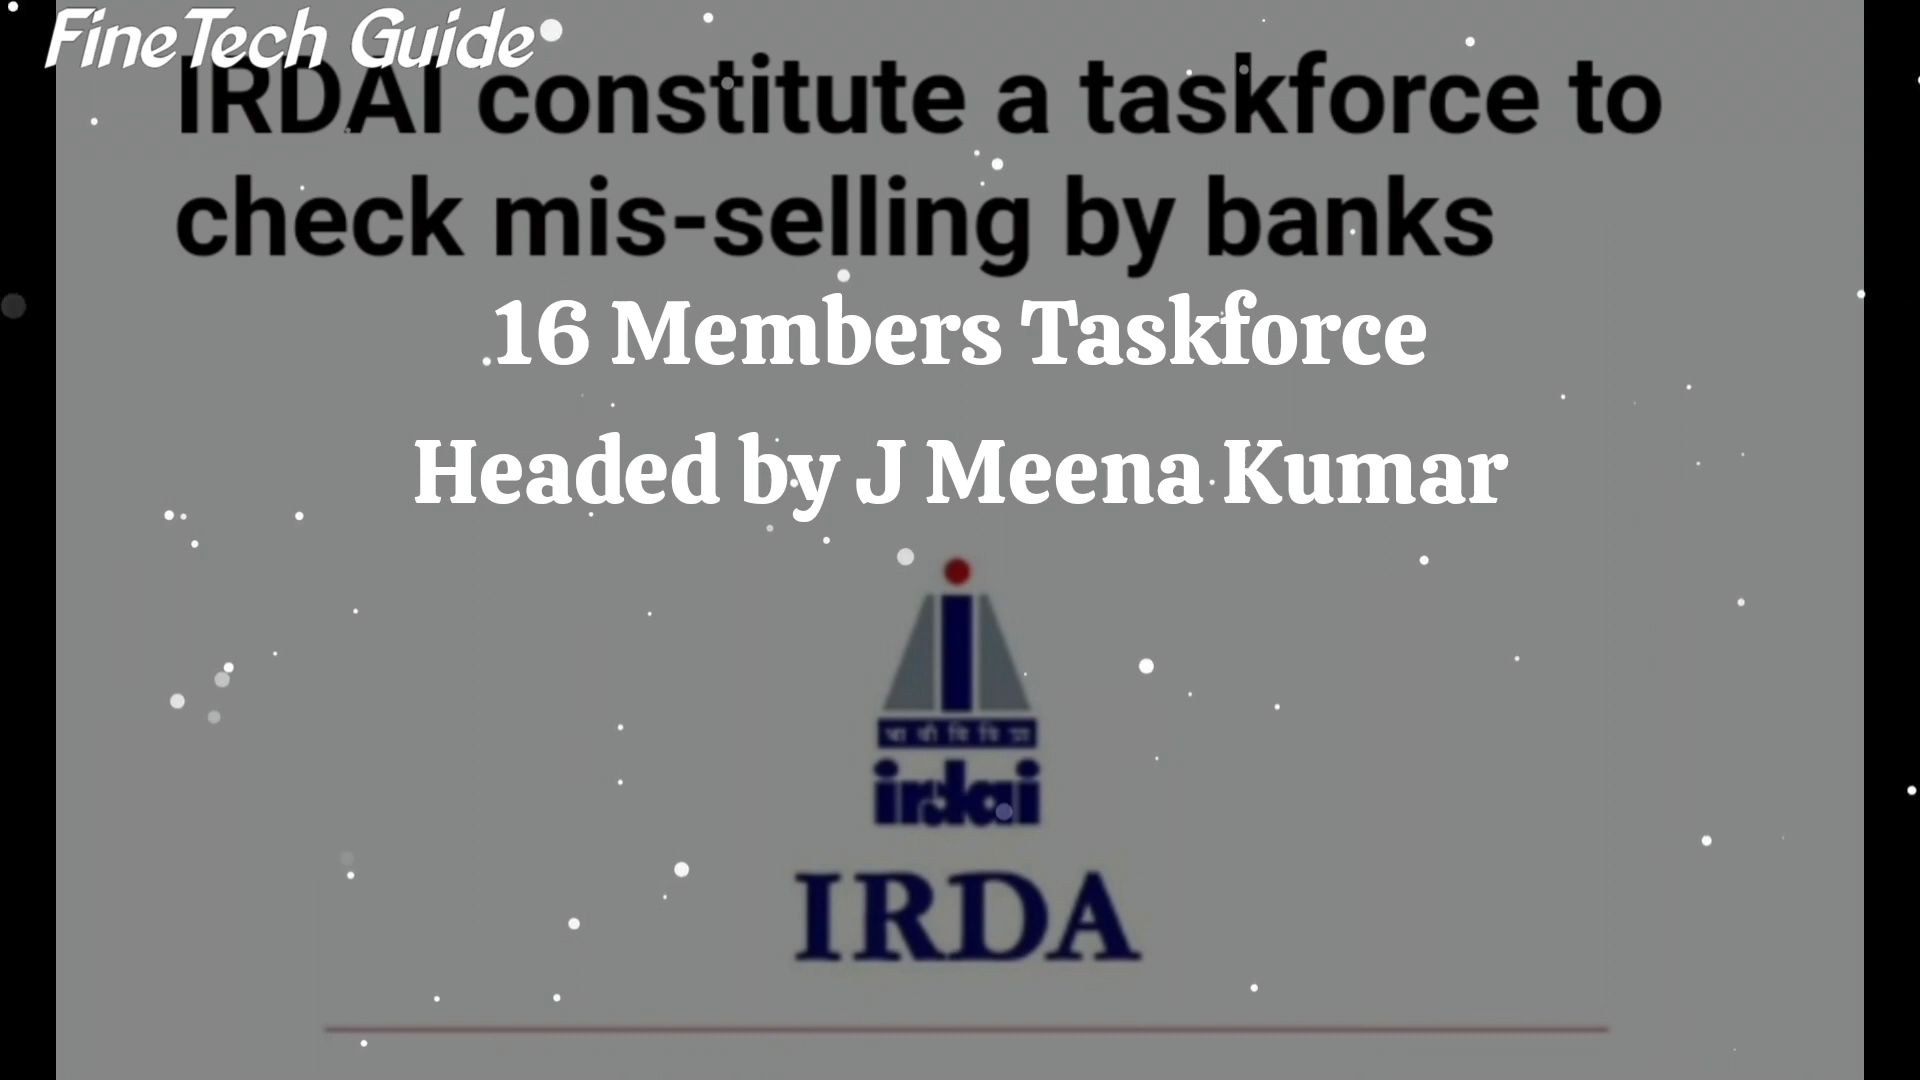 FineTech Guide
IRDAI constitute a taskforce to
check mis-selling by banks
16 Members Taskforce
Headed by J Meena Kumar
irdai
IRDA